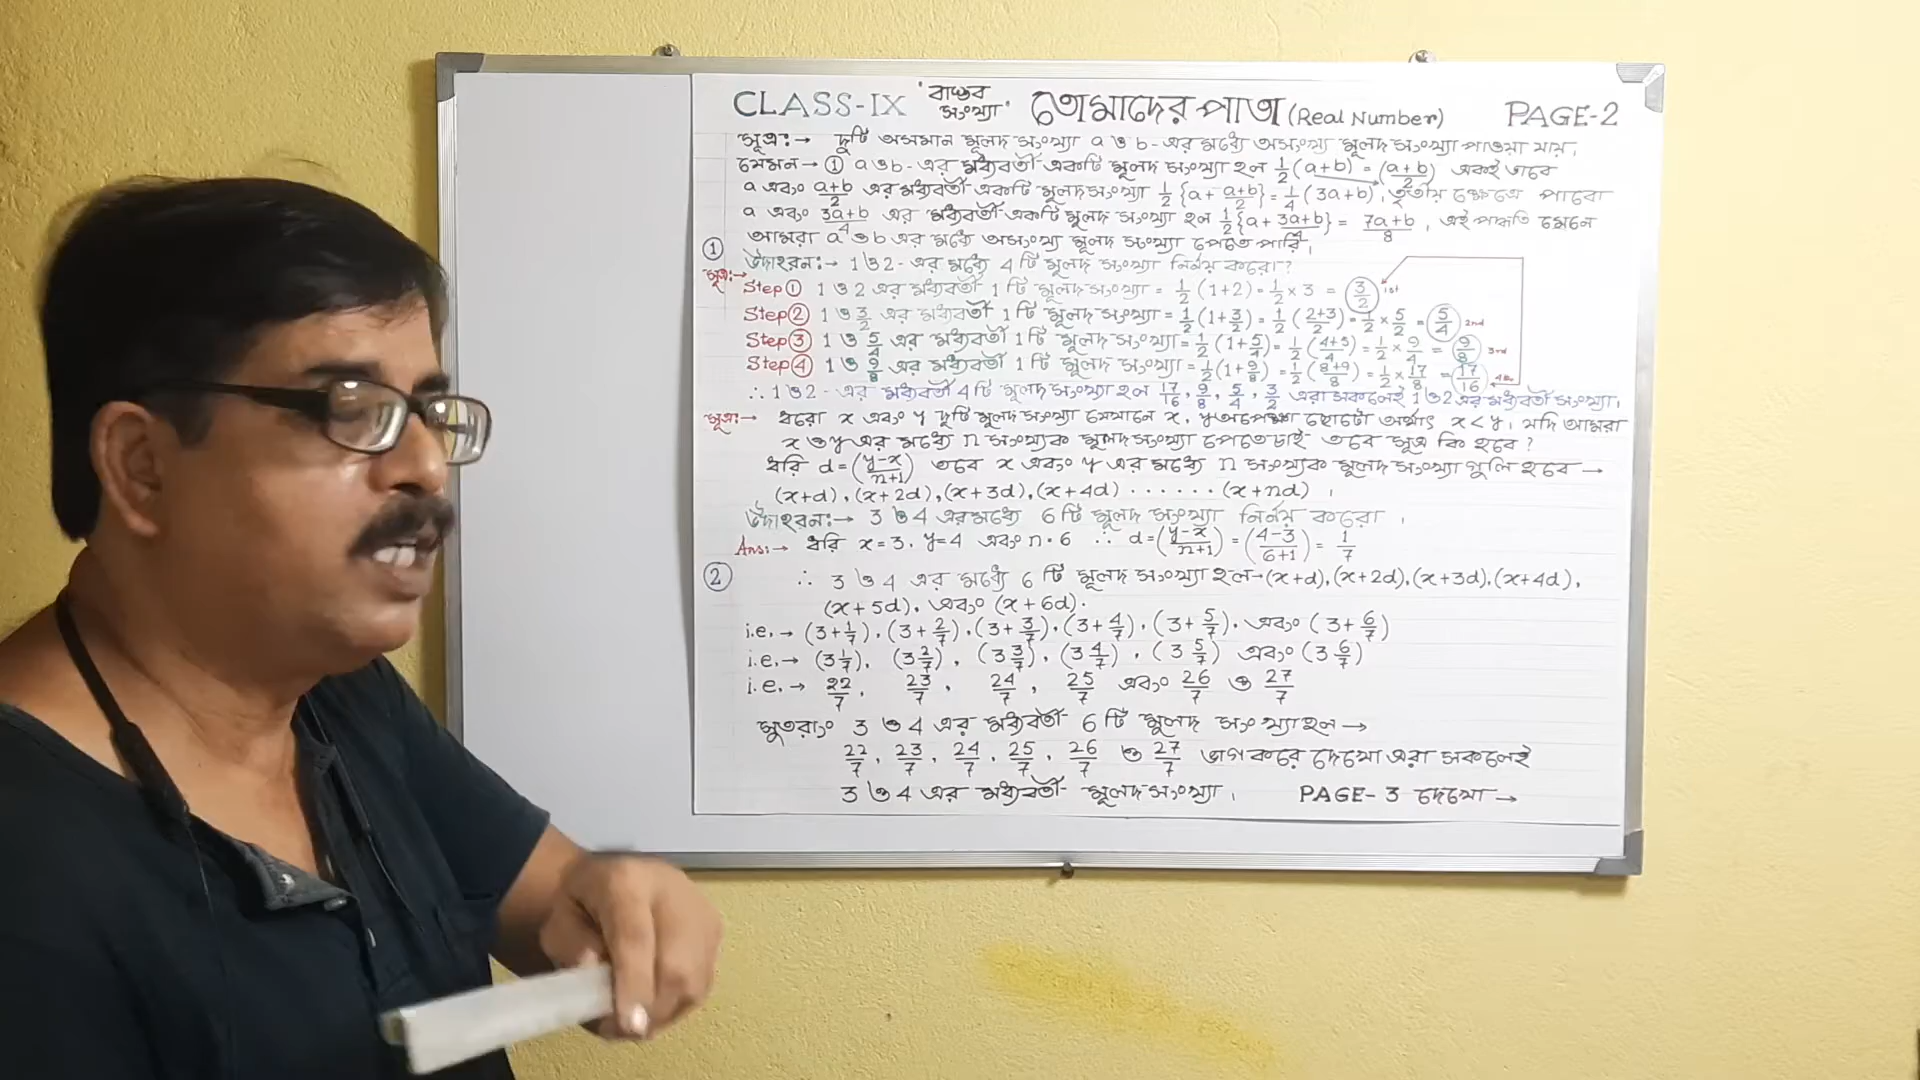 CLASS-IX 'বাস্তব সংখ্যা' তোমাদের পাতা (Real Number) PAGE-2
সূত্র:→ দুটি অসমান মূলদ সংখ্যা a ও b-এর মধ্যে অসংখ্য মূলদ সংখ্যা পাওয়া যায়।
যেমন→ ① a ও b-এর মধ্যবর্তী একটি মূলদ সংখ্যা হল 1/2(a+b) = (a+b)/2 একই ভাবে
a এবং (a+b)/2 এর মধ্যবর্তী একটি মূলদ সংখ্যা 1/2{a+(a+b)/2} = 1/4(3a+b), তৃতীয় ক্ষেত্রে পাবো
a এবং (3a+b)/4 এর মধ্যবর্তী একটি মূলদ সংখ্যা হল 1/2{a+(3a+b)/4} = (7a+b)/8, এই পদ্ধতি মেনে
আমরা a ও b এর মধ্যে অসংখ্য মূলদ সংখ্যা পেতে পারি।
① উদাহরন:→ 1 ও 2-এর মধ্যে 4 টি মূলদ সংখ্যা নির্নয় করো?
সূত্র:→
Step① 1 ও 2 এর মধ্যবর্তী 1 টি মূলদ সংখ্যা = 1/2(1+2) = 1/2×3 = 3/2 1st
Step② 1 ও 3/2 এর মধ্যবর্তী 1 টি মূলদ সংখ্যা = 1/2(1+3/2) = 1/2((2+3)/2) = 1/2×5/2 = 5/4 2nd
Step③ 1 ও 5/4 এর মধ্যবর্তী 1 টি মূলদ সংখ্যা = 1/2(1+5/4) = 1/2((4+5)/4) = 1/2×9/4 = 9/8 3rd
Step④ 1 ও 9/8 এর মধ্যবর্তী 1 টি মূলদ সংখ্যা = 1/2(1+9/8) = 1/2((8+9)/8) = 1/2×17/8 = 17/16 4th
∴ 1 ও 2-এর মধ্যবর্তী 4 টি মূলদ সংখ্যা হল 17/16, 9/8, 5/4, 3/2 এরা সকলেই 1 ও 2 এর মধ্যবর্তী সংখ্যা।
সূত্র:→ ধরো x এবং y দুটি মূলদ সংখ্যা যেখানে x, y অপেক্ষা ছোটো অর্থাৎ x<y। যদি আমরা
x ও y এর মধ্যে n সংখ্যক মূলদ সংখ্যা পেতে চাই তবে সূত্র কি হবে?
ধরি d=((y-x)/(n+1)) তবে x এবং y এর মধ্যে n সংখ্যক মূলদ সংখ্যা গুলি হবে→
(x+d), (x+2d), (x+3d), (x+4d) ...... (x+nd)।
উদাহরন:→ 3 ও 4 এর মধ্যে 6 টি মূলদ সংখ্যা নির্নয় করো।
Ans:→ ধরি x=3, y=4 এবং n=6 ∴ d=((y-x)/(n+1)) = ((4-3)/(6+1)) = 1/7
② ∴ 3 ও 4 এর মধ্যে 6 টি মূলদ সংখ্যা হল→(x+d), (x+2d), (x+3d), (x+4d),
(x+5d), এবং (x+6d).
i.e.→ (3+1/7), (3+2/7), (3+3/7), (3+4/7), (3+5/7), এবং (3+6/7)
i.e.→ (3 1/7), (3 2/7), (3 3/7), (3 4/7), (3 5/7) এবং (3 6/7)
i.e.→ 22/7, 23/7, 24/7, 25/7 এবং 26/7 ও 27/7
সুতরাং 3 ও 4 এর মধ্যবর্তী 6 টি মূলদ সংখ্যা হল→
22/7, 23/7, 24/7, 25/7, 26/7 ও 27/7 ভাগ করে দেখো এরা সকলেই
3 ও 4 এর মধ্যবর্তী মূলদ সংখ্যা। PAGE-3 দেখো→